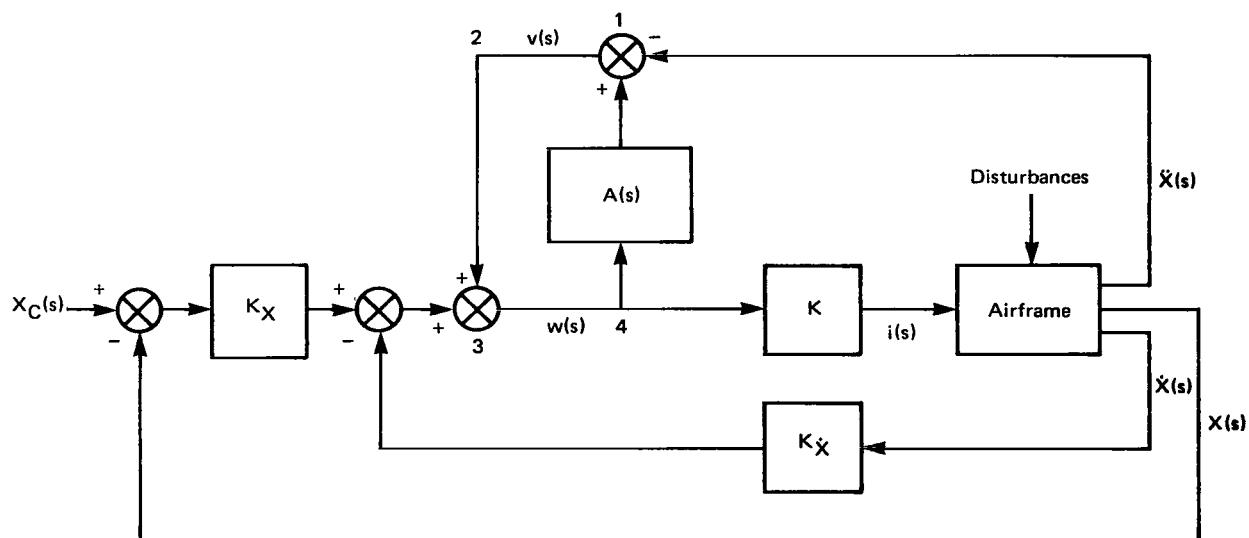 1
2 v(s) −
+
A(s)
Disturbances
Ẍ(s)
X_C(s) + − K_X + − + + 3 w(s) 4 K i(s) Airframe
Ẋ(s)
X(s)
K_Ẋ